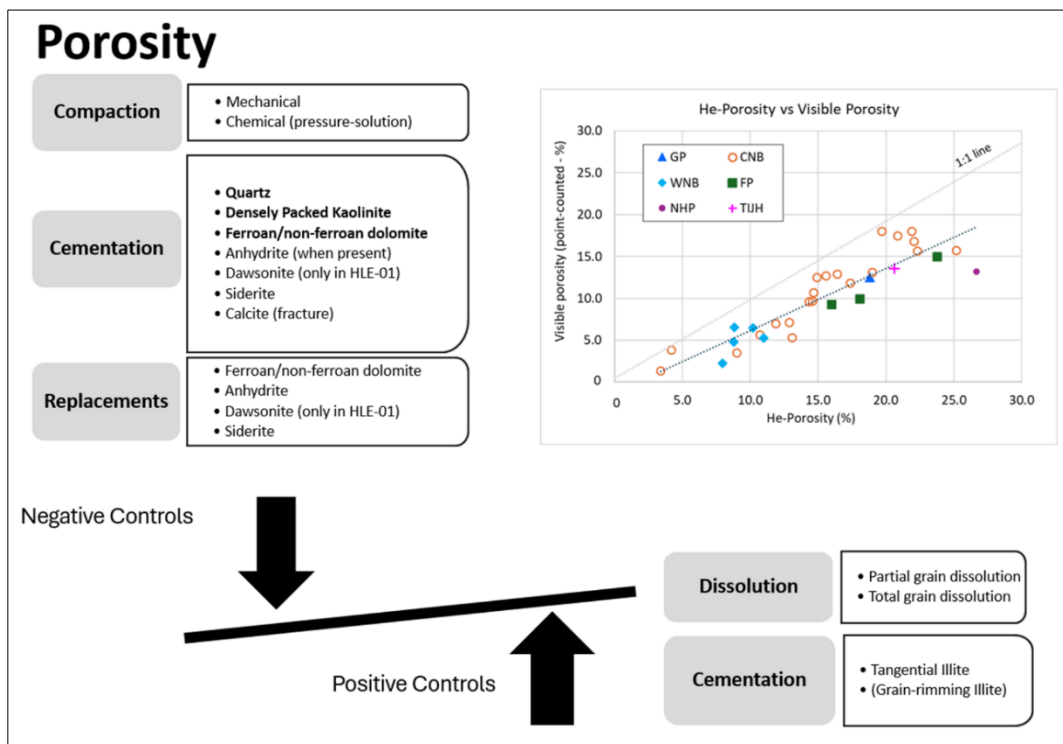 Porosity
Compaction
• Mechanical
• Chemical (pressure-solution)
Cementation
• Quartz
• Densely Packed Kaolinite
• Ferroan/non-ferroan dolomite
• Anhydrite (when present)
• Dawsonite (only in HLE-01)
• Siderite
• Calcite (fracture)
Replacements
• Ferroan/non-ferroan dolomite
• Anhydrite
• Dawsonite (only in HLE-01)
• Siderite
He-Porosity vs Visible Porosity
Visible porosity (point-counted - %)
30.0
25.0
20.0
15.0
10.0
5.0
0
GP
CNB
WNB
FP
NHP
TIJH
1:1 line
0
5.0
10.0
15.0
20.0
25.0
30.0
He-Porosity (%)
Negative Controls
Positive Controls
Dissolution
• Partial grain dissolution
• Total grain dissolution
Cementation
• Tangential Illite
• (Grain-rimming Illite)